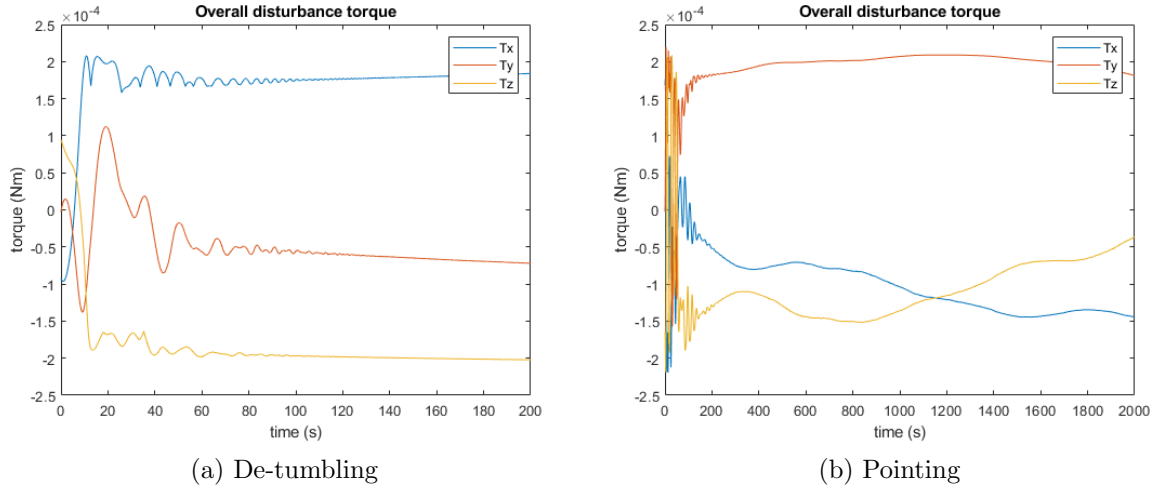 Overall disturbance torque
×10⁻⁴
2.5
2
1.5
1
0.5
0
-0.5
-1
-1.5
-2
-2.5
torque (Nm)
Tx
Ty
Tz
0 20 40 60 80 100 120 140 160 180 200
time (s)
(a) De-tumbling
Overall disturbance torque
×10⁻⁴
2.5
2
1.5
1
0.5
0
-0.5
-1
-1.5
-2
-2.5
torque (Nm)
Tx
Ty
Tz
0 200 400 600 800 1000 1200 1400 1600 1800 2000
time (s)
(b) Pointing